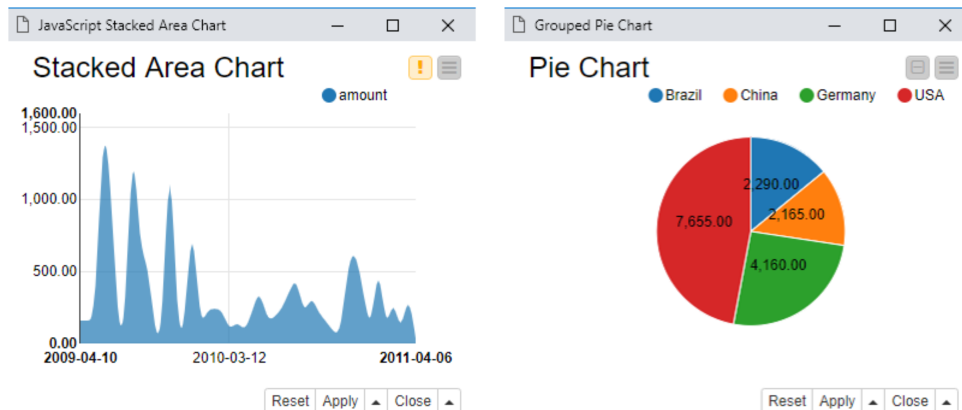 JavaScript Stacked Area Chart
Stacked Area Chart
!
amount
1,600.00
1,500.00
1,000.00
500.00
0.00
2009-04-10 2010-03-12 2011-04-06
Reset Apply Close
Grouped Pie Chart
Pie Chart
Brazil China Germany USA
2,290.00
2,165.00
7,655.00
4,160.00
Reset Apply Close